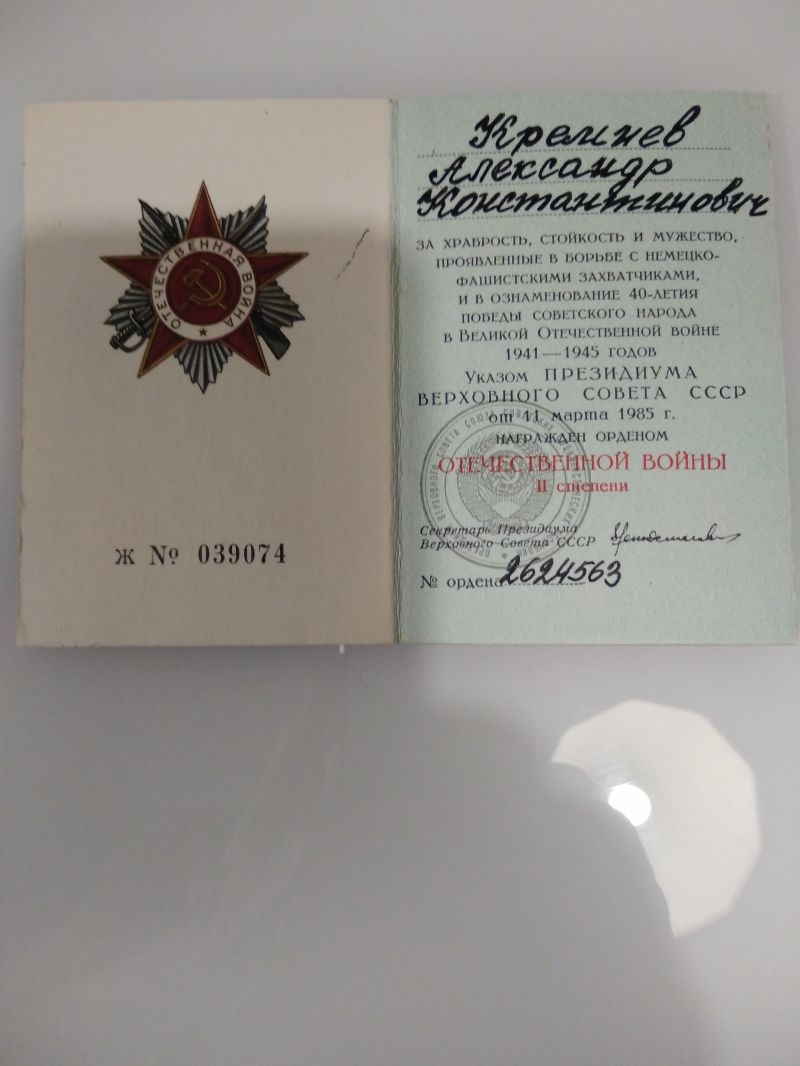 ОТЕЧЕСТВЕННАЯ ВОЙНА
Ж № 039074
Кремнев
Александр
Константинович
ЗА ХРАБРОСТЬ, СТОЙКОСТЬ И МУЖЕСТВО,
ПРОЯВЛЕННЫЕ В БОРЬБЕ С НЕМЕЦКО-
ФАШИСТСКИМИ ЗАХВАТЧИКАМИ,
И В ОЗНАМЕНОВАНИЕ 40-ЛЕТИЯ
ПОБЕДЫ СОВЕТСКОГО НАРОДА
В ВЕЛИКОЙ ОТЕЧЕСТВЕННОЙ ВОЙНЕ
1941—1945 ГОДОВ
УКАЗОМ ПРЕЗИДИУМА
ВЕРХОВНОГО СОВЕТА СССР
от 11 марта 1985 г.
НАГРАЖДЕН ОРДЕНОМ
ОТЕЧЕСТВЕННОЙ ВОЙНЫ
II степени
Секретарь Президиума
Верховного Совета СССР
№ ордена 2624563